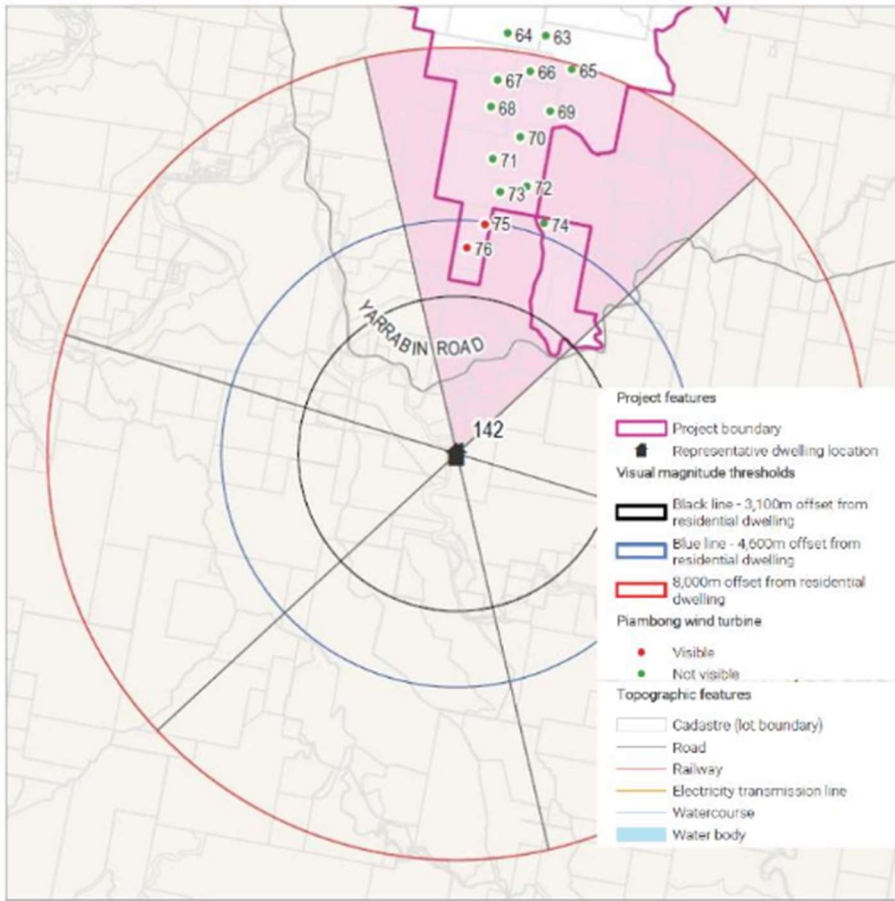 64
63
66
65
67
68
69
70
71
73
72
75
74
76
YARRABIN ROAD
142
Project features
Project boundary
Representative dwelling location
Visual magnitude thresholds
Black line - 3,100m offset from
residential dwelling
Blue line - 4,600m offset from
residential dwelling
8,000m offset from residential
dwelling
Piambong wind turbine
Visible
Not visible
Topographic features
Cadastre (lot boundary)
Road
Railway
Electricity transmission line
Watercourse
Water body